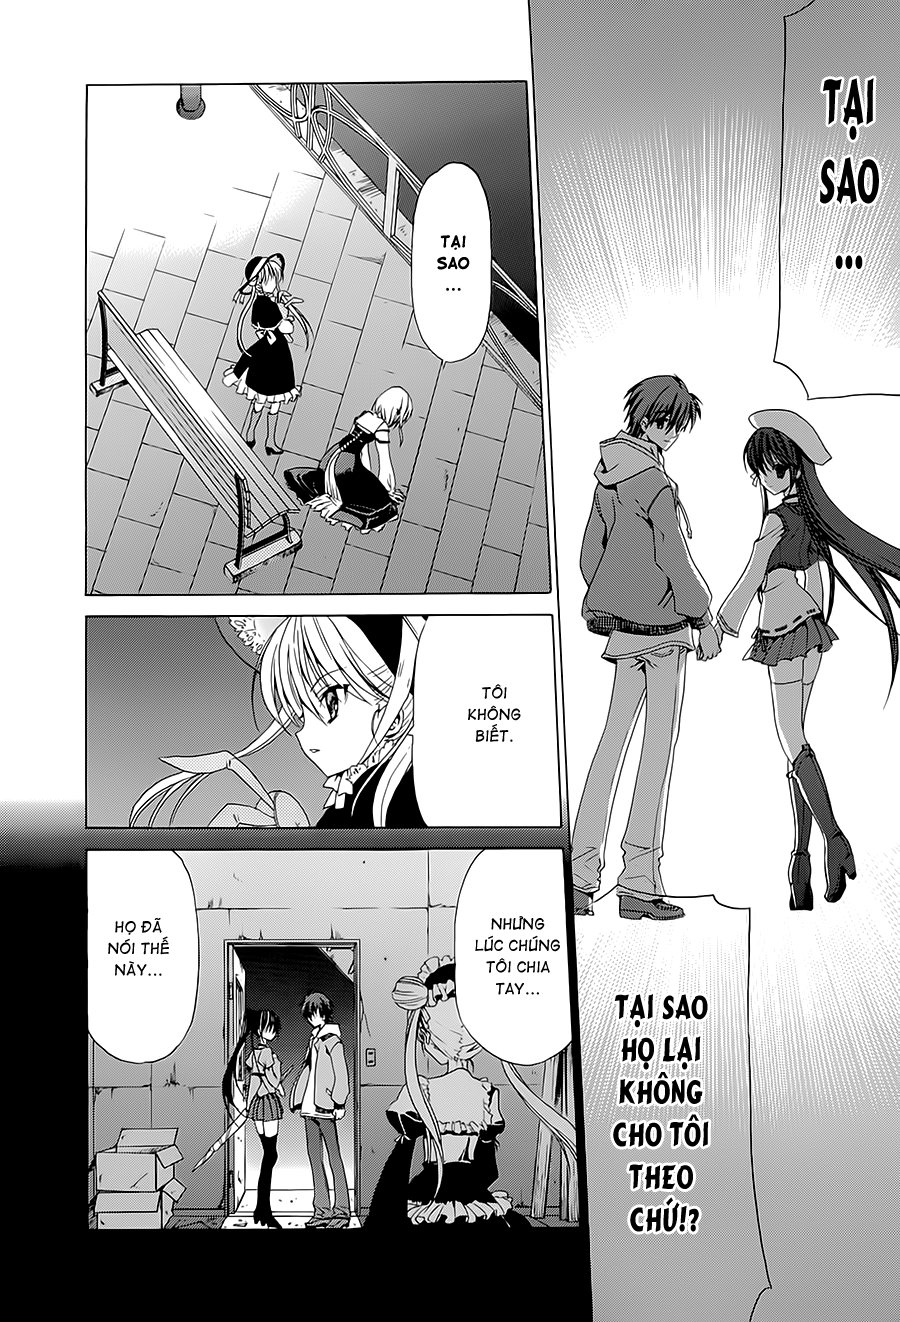 TẠI
SAO
...
TẠI SAO
HỌ LẠI
KHÔNG
CHO TÔI
THEO
CHỨ!?
TẠI
SAO
...
TÔI
KHÔNG
BIẾT.
NHƯNG
LÚC CHÚNG
TÔI CHIA
TAY...
HỌ ĐÃ
NÓI THẾ
NÀY...